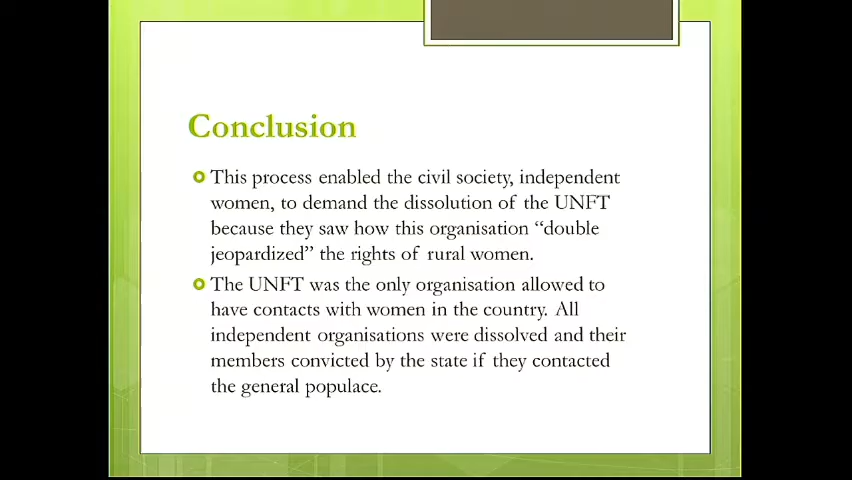 Conclusion
This process enabled the civil society, independent
women, to demand the dissolution of the UNFT
because they saw how this organisation “double
jeopardized” the rights of rural women.
The UNFT was the only organisation allowed to
have contacts with women in the country. All
independent organisations were dissolved and their
members convicted by the state if they contacted
the general populace.